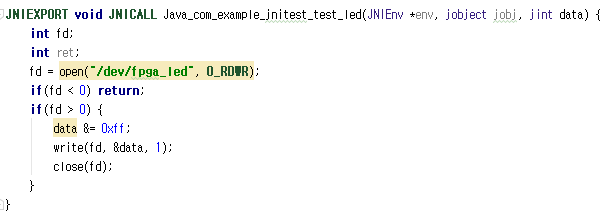 JNIEXPORT void JNICALL Java_com_example_jnitest_test_led(JNIEnv *env, jobject jobj, jint data) {
    int fd;
    int ret;
    fd = open("/dev/fpga_led", O_RDWR);
    if(fd < 0) return;
    if(fd > 0) {
        data &= 0xff;
        write(fd, &data, 1);
        close(fd);
    }
}